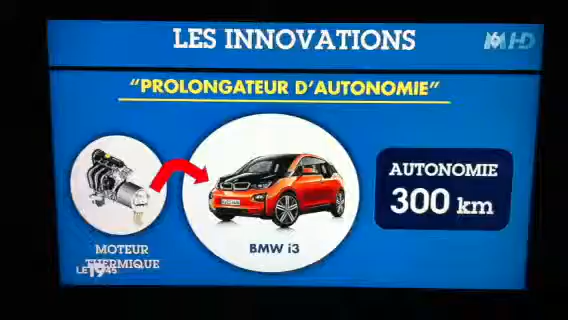 LES INNOVATIONS
M6 HD
“PROLONGATEUR D’AUTONOMIE”
AUTONOMIE
300 km
BMW i3
MOTEUR
THERMIQUE
LE 19 45